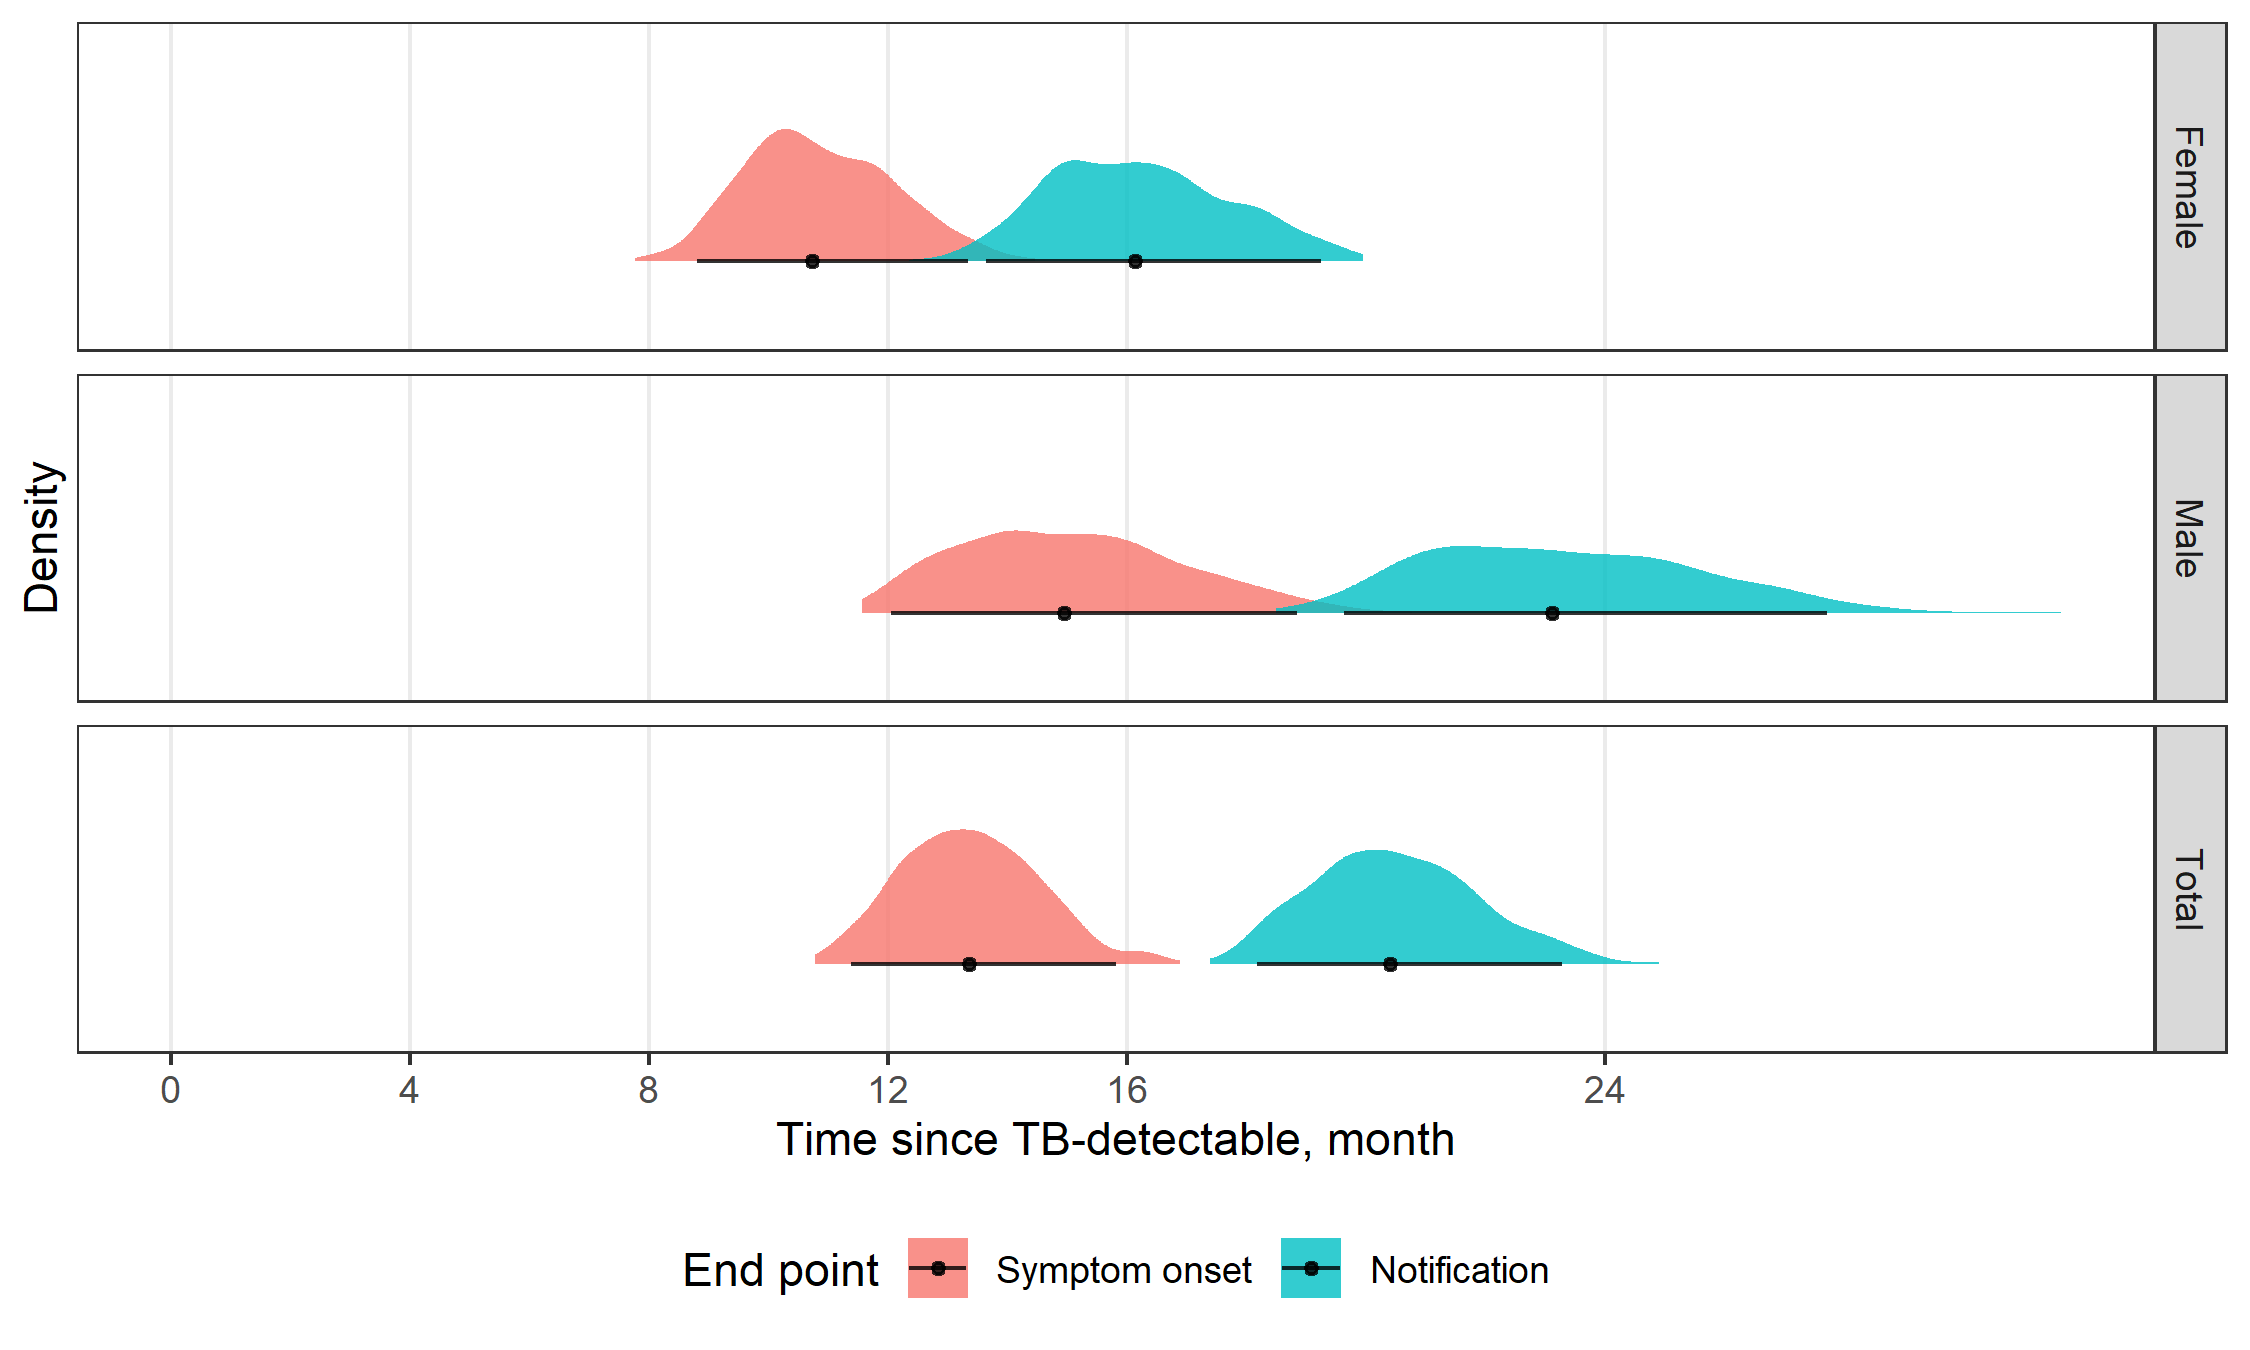 Female
Male
Total
Density
0 4 8 12 16 24
Time since TB-detectable, month
End point Symptom onset Notification